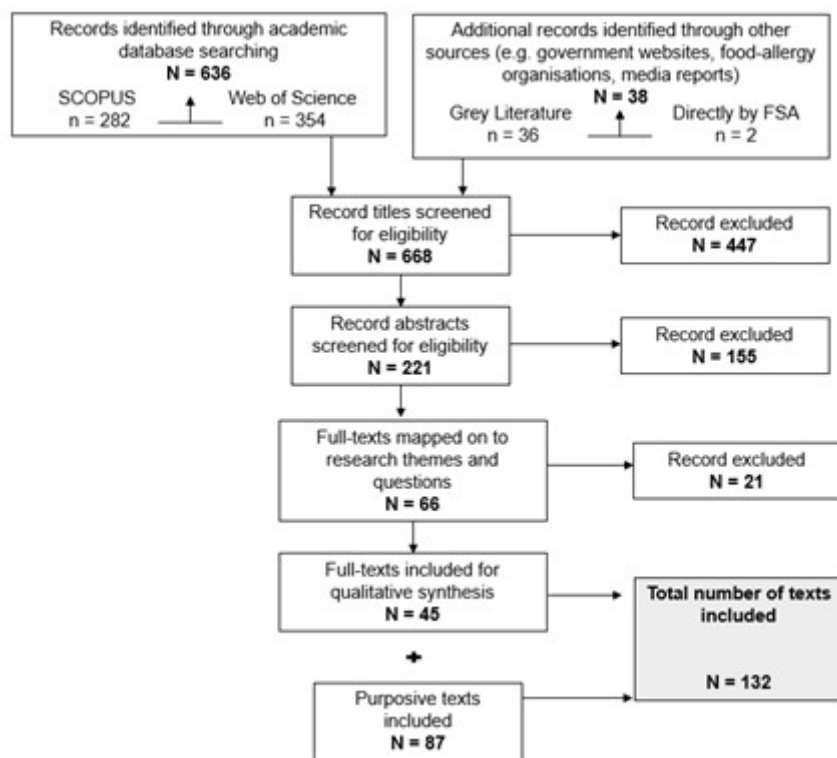 Records identified through academic
database searching
N = 636
SCOPUS
n = 282
Web of Science
n = 354
Additional records identified through other
sources (e.g. government websites, food-allergy
organisations, media reports)
N = 38
Grey Literature
n = 36
Directly by FSA
n = 2
Record titles screened
for eligibility
N = 668
Record excluded
N = 447
Record abstracts
screened for eligibility
N = 221
Record excluded
N = 155
Full-texts mapped on to
research themes and
questions
N = 66
Record excluded
N = 21
Full-texts included for
qualitative synthesis
N = 45
+
Purposive texts
included
N = 87
Total number of texts
included
N = 132